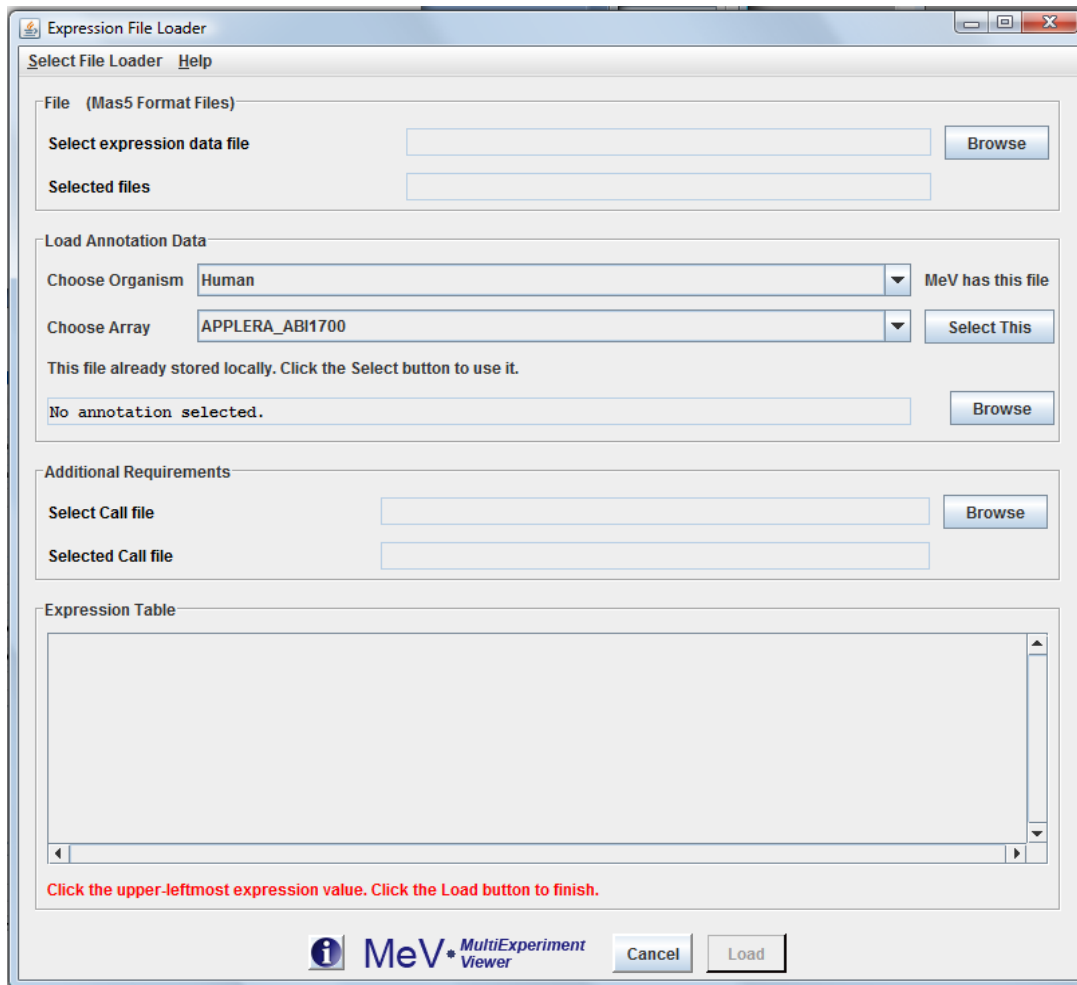 Expression File Loader
Select File Loader Help
File (Mas5 Format Files)
Select expression data file
Browse
Selected files
Load Annotation Data
Choose Organism Human MeV has this file
Choose Array APPLERA_ABI1700 Select This
This file already stored locally. Click the Select button to use it.
No annotation selected. Browse
Additional Requirements
Select Call file Browse
Selected Call file
Expression Table
Click the upper-leftmost expression value. Click the Load button to finish.
MeV MultiExperiment Viewer Cancel Load